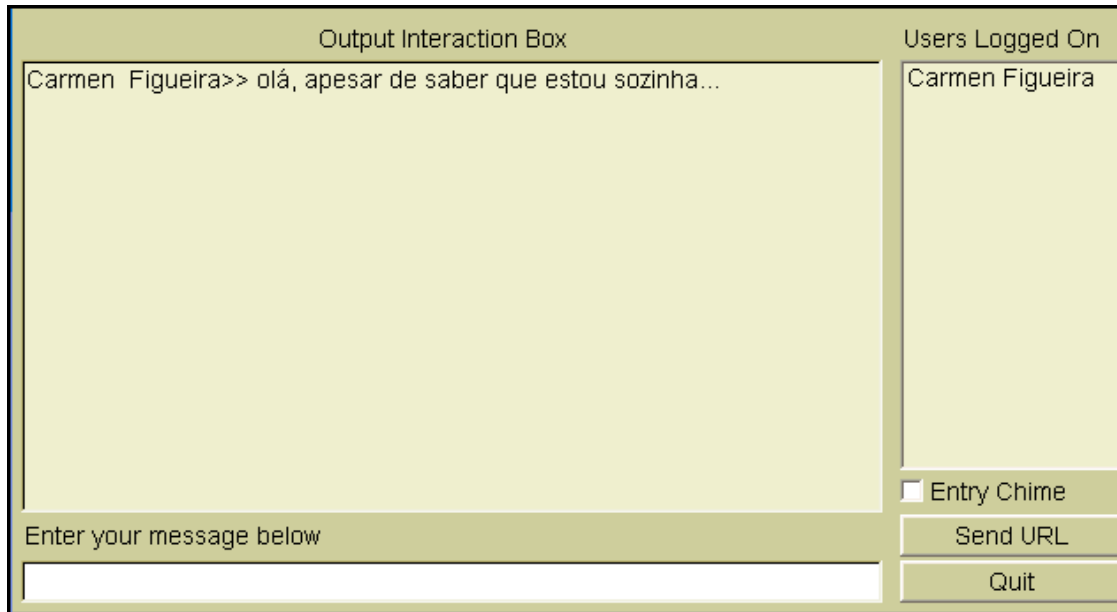 Output Interaction Box
Users Logged On
Carmen  Figueira>> olá, apesar de saber que estou sozinha...
Carmen Figueira
Entry Chime
Enter your message below
Send URL
Quit